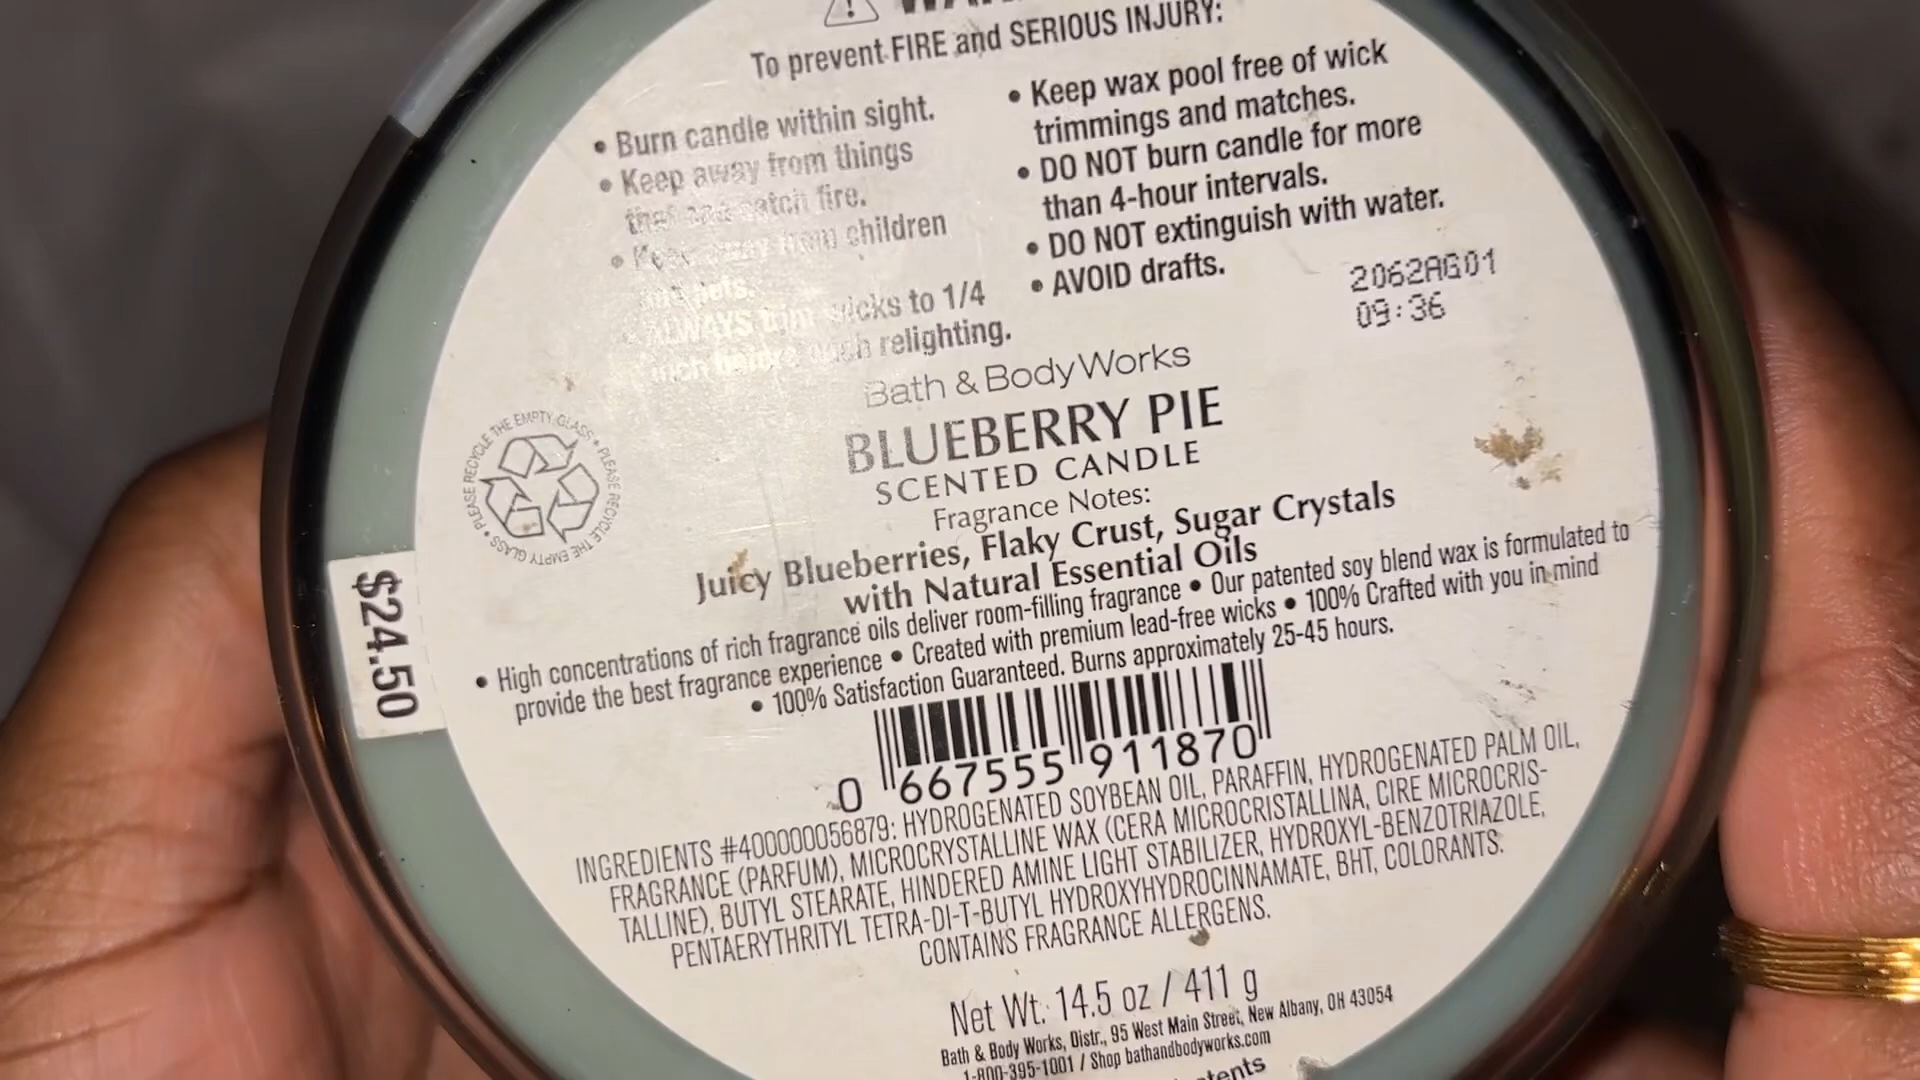 To prevent FIRE and SERIOUS INJURY:
• Burn candle within sight.
• Keep away from things
that can catch fire.
• Keep away from children
and pets.
• ALWAYS trim wicks to 1/4
inch before each relighting.
• Keep wax pool free of wick
trimmings and matches.
• DO NOT burn candle for more
than 4-hour intervals.
• DO NOT extinguish with water.
• AVOID drafts.
2062AG01
09:36
Bath & Body Works
BLUEBERRY PIE
SCENTED CANDLE
Fragrance Notes:
Juicy Blueberries, Flaky Crust, Sugar Crystals
with Natural Essential Oils
• High concentrations of rich fragrance oils deliver room-filling fragrance • Our patented soy blend wax is formulated to
provide the best fragrance experience • Created with premium lead-free wicks • 100% Crafted with you in mind
• 100% Satisfaction Guaranteed. Burns approximately 25-45 hours.
PLEASE RECYCLE THE EMPTY GLASS • PLEASE RECYCLE THE EMPTY GLASS •
$24.50
0 667555 911870
INGREDIENTS #400000056879: HYDROGENATED SOYBEAN OIL, PARAFFIN, HYDROGENATED PALM OIL,
FRAGRANCE (PARFUM), MICROCRYSTALLINE WAX (CERA MICROCRISTALLINA, CIRE MICROCRIS-
TALLINE), BUTYL STEARATE, HINDERED AMINE LIGHT STABILIZER, HYDROXYL-BENZOTRIAZOLE,
PENTAERYTHRITYL TETRA-DI-T-BUTYL HYDROXYHYDROCINNAMATE, BHT, COLORANTS.
CONTAINS FRAGRANCE ALLERGENS.
Net Wt. 14.5 oz / 411 g
Bath & Body Works, Distr., 95 West Main Street, New Albany, OH 43054
1-800-395-1001 / Shop bathandbodyworks.com